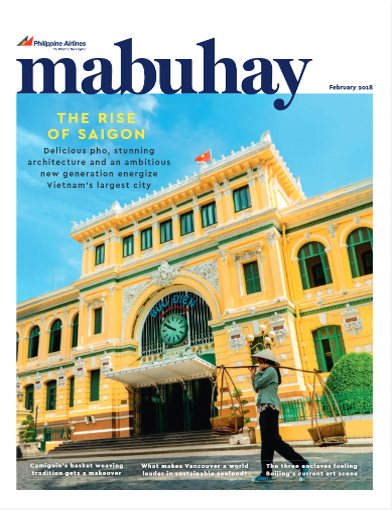 Philippine Airlines
mabuhay
February 2018
THE RISE
OF SAIGON
Delicious pho, stunning
architecture and an ambitious
new generation energize
Vietnam's largest city
BƯU ĐIỆN
Camiguin's basket weaving
tradition gets a makeover
What makes Vancouver a world
leader in sustainable seafood?
The three enclaves fueling
Beijing's current art scene